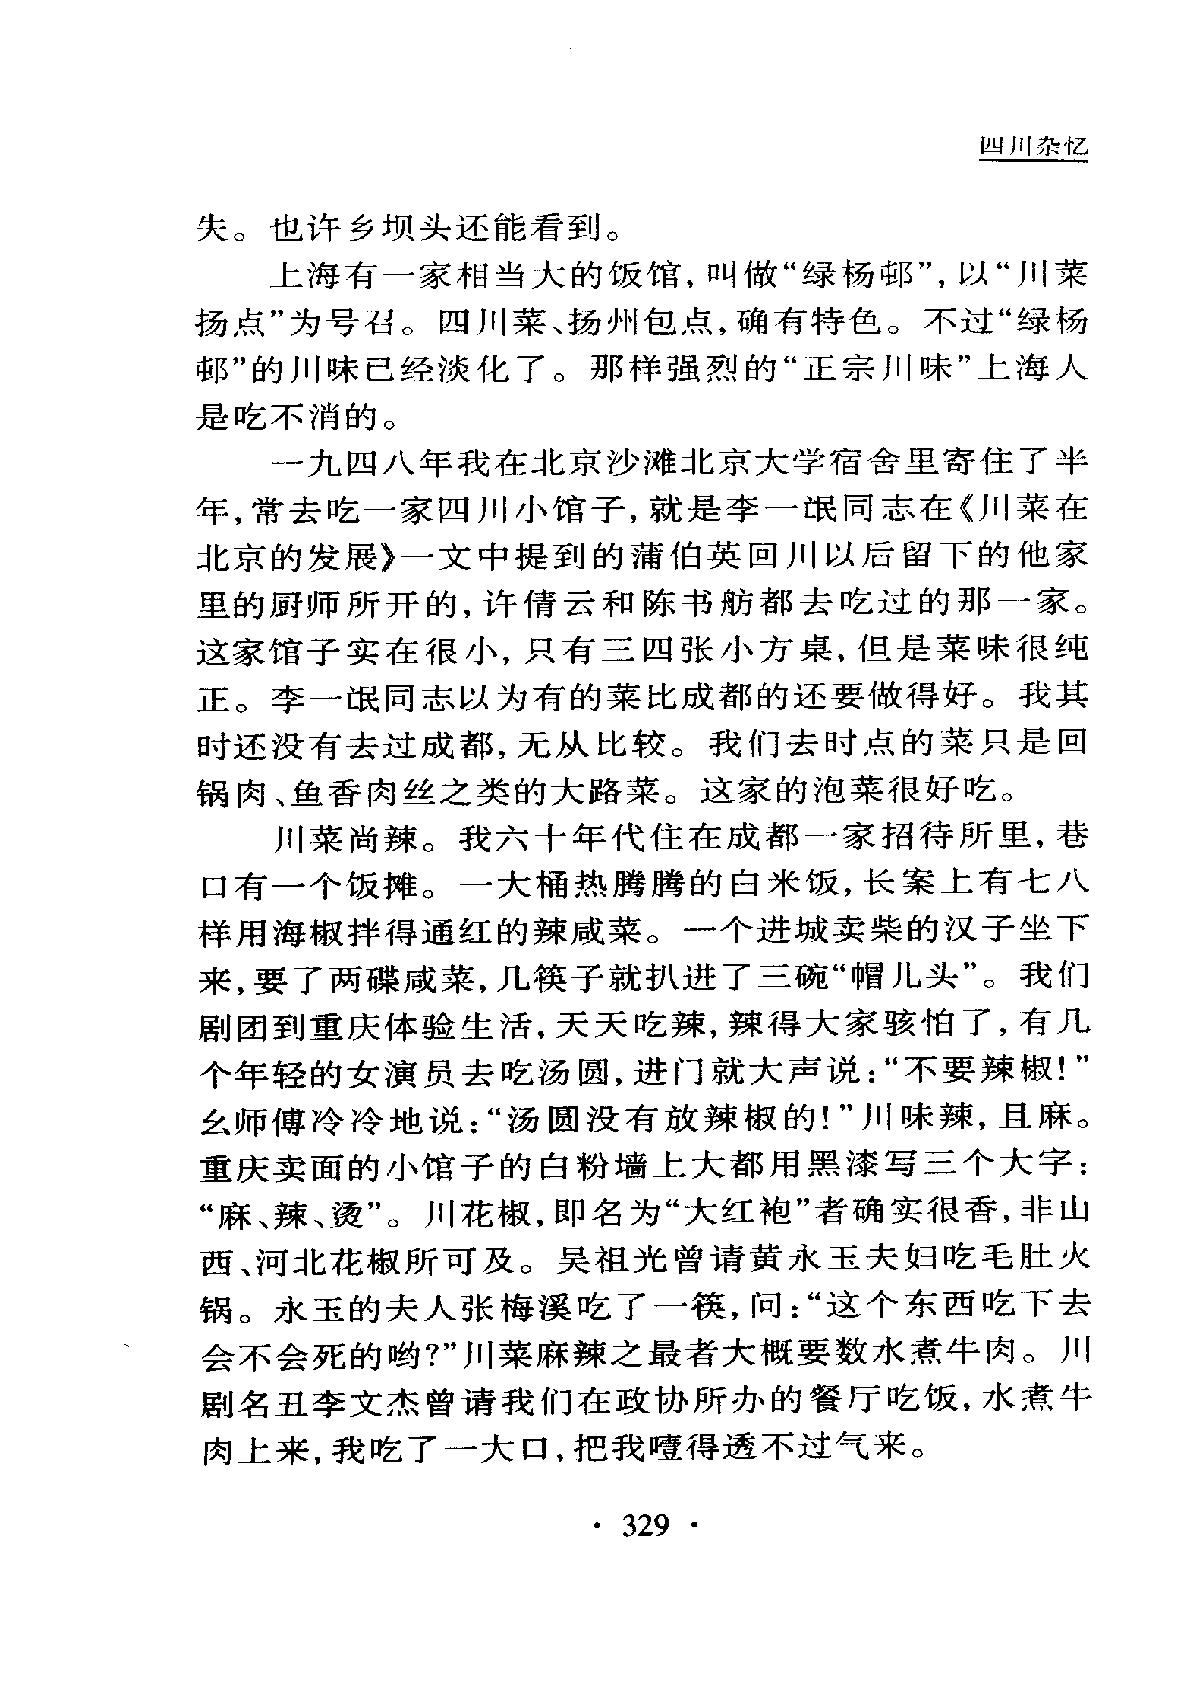 四川杂忆
失。也许乡坝头还能看到。
上海有一家相当大的饭馆，叫做“绿杨邨”，以“川菜
扬点”为号召。四川菜、扬州包点，确有特色。不过“绿杨
邨”的川味已经淡化了。那样强烈的“正宗川味”上海人
是吃不消的。
一九四八年我在北京沙滩北京大学宿舍里寄住了半
年，常去吃一家四川小馆子，就是李一氓同志在《川菜在
北京的发展》一文中提到的蒲伯英回川以后留下的他家
里的厨师所开的，许倩云和陈书舫都去吃过的那一家。
这家馆子实在很小，只有三四张小方桌，但是菜味很纯
正。李一氓同志以为有的菜比成都的还要做得好。我其
时还没有去过成都，无从比较。我们去时点的菜只是回
锅肉、鱼香肉丝之类的大路菜。这家的泡菜很好吃。
川菜尚辣。我六十年代住在成都一家招待所里，巷
口有一个饭摊。一大桶热腾腾的白米饭，长案上有七八
样用海椒拌得通红的辣咸菜。一个进城卖柴的汉子坐下
来，要了两碟咸菜，几筷子就扒进了三碗“帽儿头”。我们
剧团到重庆体验生活，天天吃辣，辣得大家骇怕了，有几
个年轻的女演员去吃汤圆，进门就大声说：“不要辣椒！”
幺师傅冷冷地说：“汤圆没有放辣椒的！”川味辣，且麻。
重庆卖面的小馆子的白粉墙上大都用黑漆写三个大字：
“麻、辣、烫”。川花椒，即名为“大红袍”者确实很香，非山
西、河北花椒所可及。吴祖光曾请黄永玉夫妇吃毛肚火
锅。永玉的夫人张梅溪吃了一筷，问：“这个东西吃下去
会不会死的哟？”川菜麻辣之最者大概要数水煮牛肉。川
剧名丑李文杰曾请我们在政协所办的餐厅吃饭，水煮牛
肉上来，我吃了一大口，把我噎得透不过气来。
· 329 ·